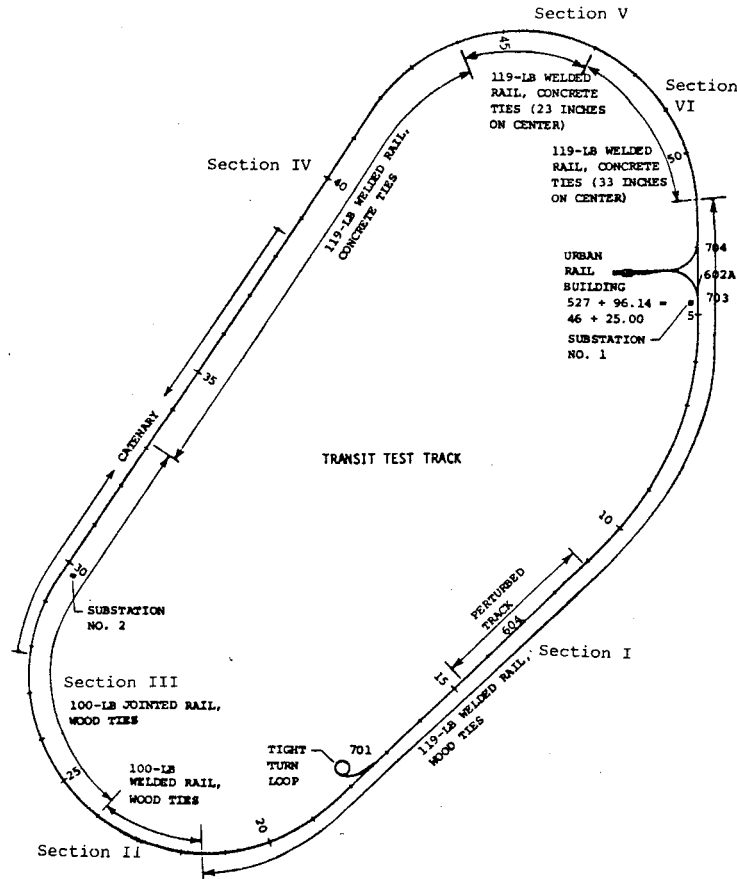 Section V
45
119-LB WELDED
RAIL, CONCRETE
TIES (23 INCHES
ON CENTER)
Section
VI
119-LB WELDED
RAIL, CONCRETE
TIES (33 INCHES
ON CENTER)
50
Section IV
40
119-LB WELDED RAIL,
CONCRETE TIES
704
602A
703
URBAN
RAIL
BUILDING
527 + 96.14 =
46 + 25.00
5
SUBSTATION
NO. 1
35
CATENARY
TRANSIT TEST TRACK
10
30
SUBSTATION
NO. 2
PERTURBED
TRACK
604
Section I
15
119-LB WELDED RAIL,
WOOD TIES
Section III
100-LB JOINTED RAIL,
WOOD TIES
TIGHT
TURN
LOOP
701
25
100-LB
WELDED RAIL,
WOOD TIES
20
Section II